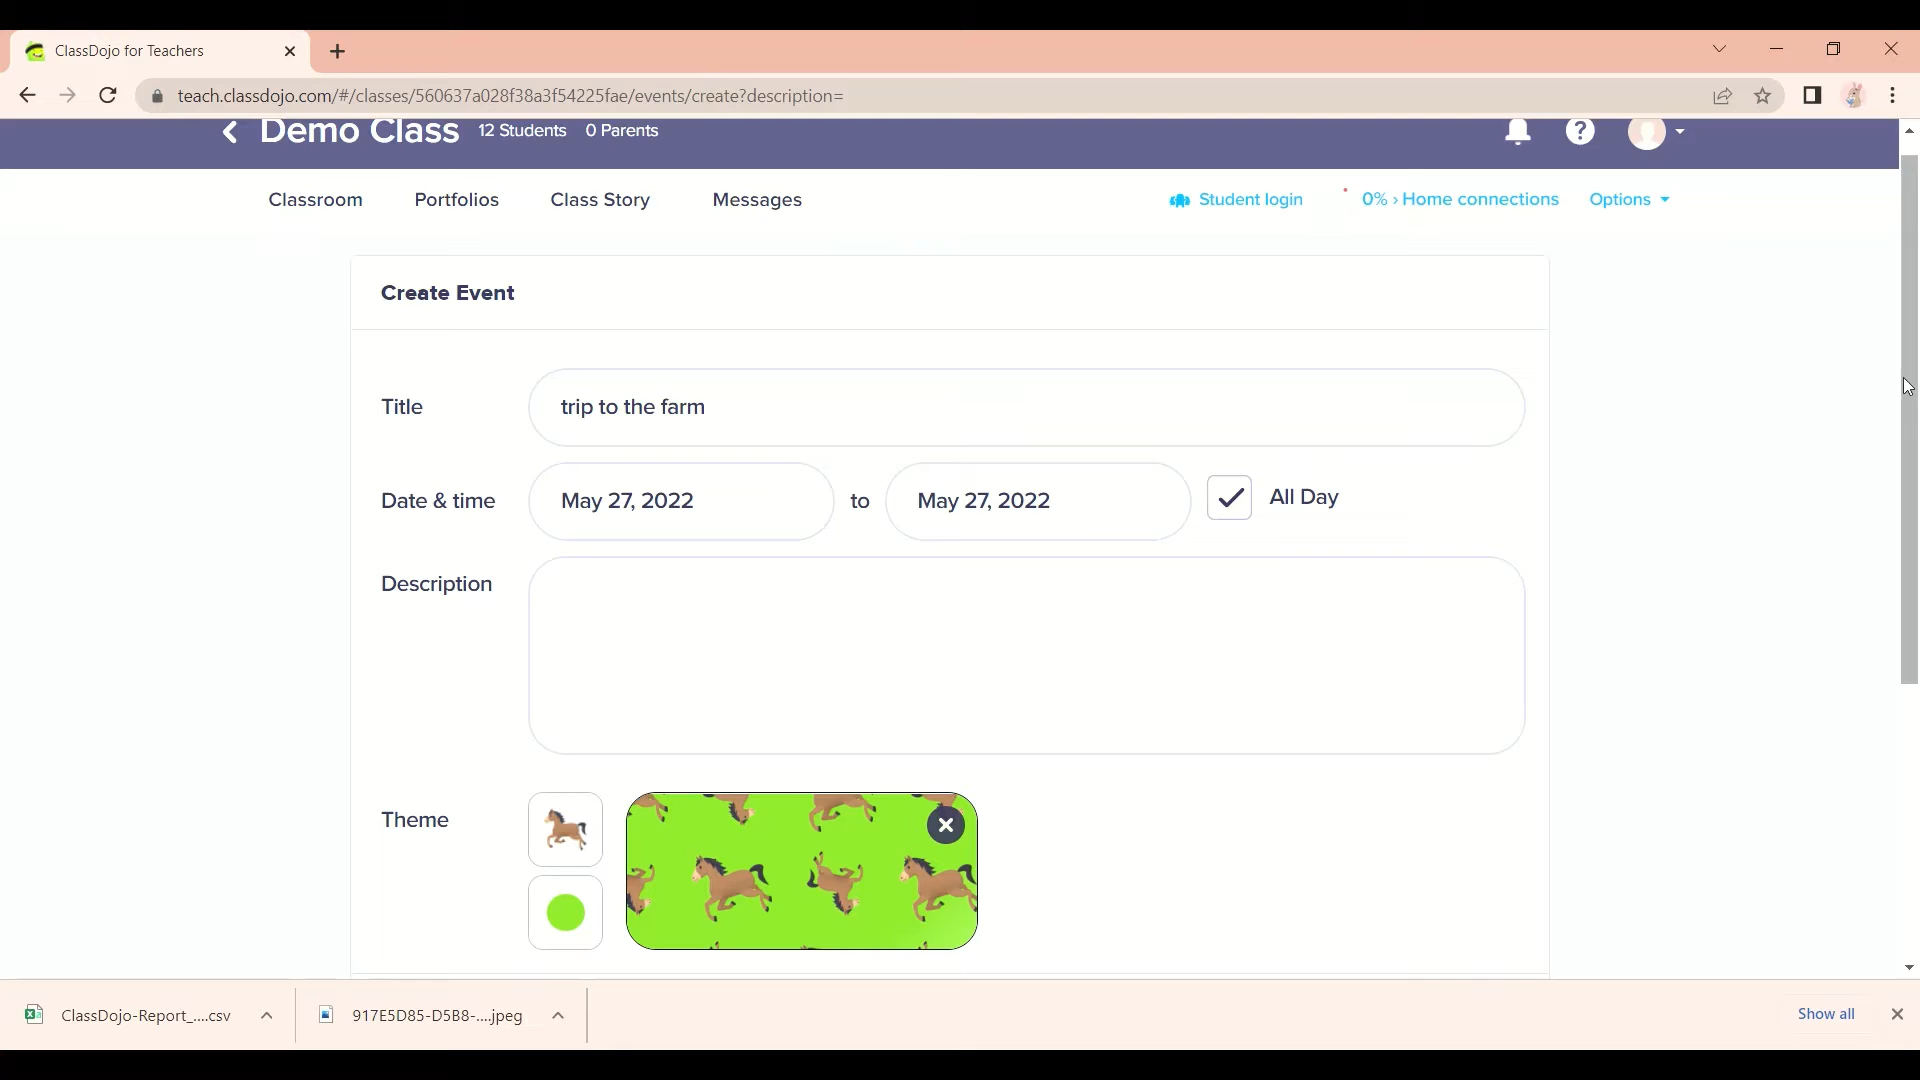 ClassDojo for Teachers
teach.classdojo.com/#/classes/560637a028f38a3f54225fae/events/create?description=
Demo Class 12 Students 0 Parents
Classroom Portfolios Class Story Messages Student login 0% › Home connections Options
Create Event
Title trip to the farm
Date & time May 27, 2022 to May 27, 2022 All Day
Description
Theme
ClassDojo-Report_....csv 917E5D85-D5B8-....jpeg Show all